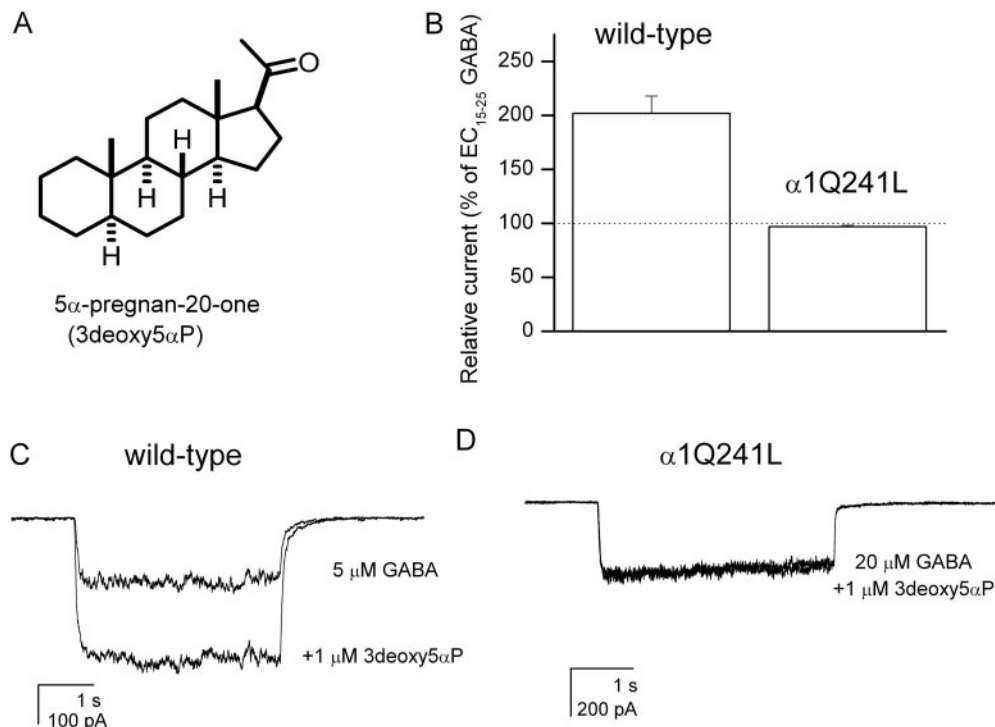 A
O
H
H
H
H
5α-pregnan-20-one
(3deoxy5αP)
B
wild-type
α1Q241L
Relative current (% of EC15-25 GABA)
250
200
150
100
50
0
C
wild-type
5 μM GABA
+1 μM 3deoxy5αP
1 s
100 pA
D
α1Q241L
20 μM GABA
+1 μM 3deoxy5αP
1 s
200 pA